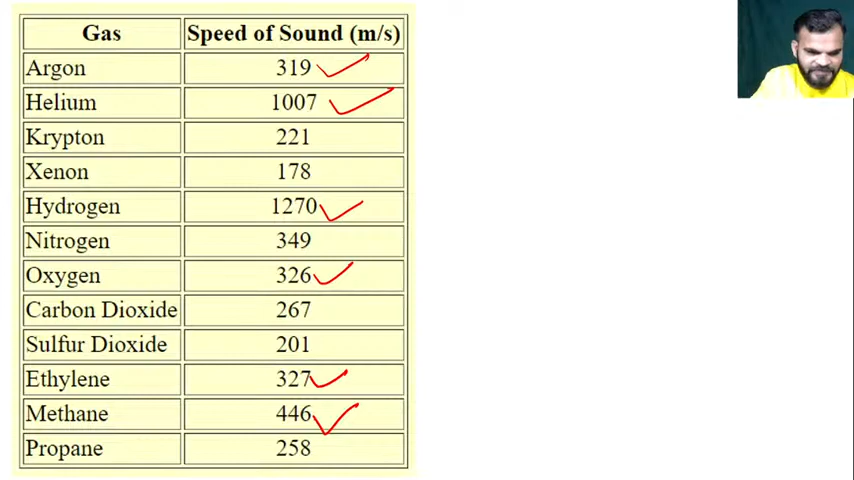 Gas Speed of Sound (m/s)
Argon 319
Helium 1007
Krypton 221
Xenon 178
Hydrogen 1270
Nitrogen 349
Oxygen 326
Carbon Dioxide 267
Sulfur Dioxide 201
Ethylene 327
Methane 446
Propane 258